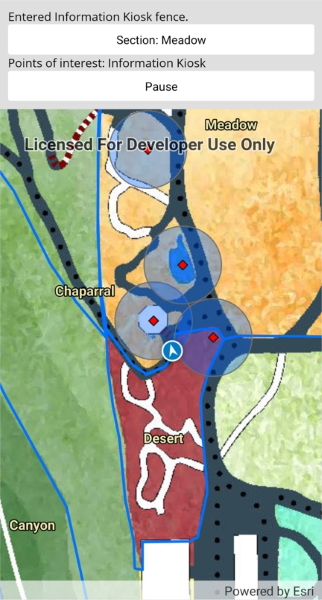 Entered Information Kiosk fence.
Section: Meadow
Points of interest: Information Kiosk
Pause
Meadow
Licensed For Developer Use Only
Chaparral
Desert
Canyon
Powered by Esri